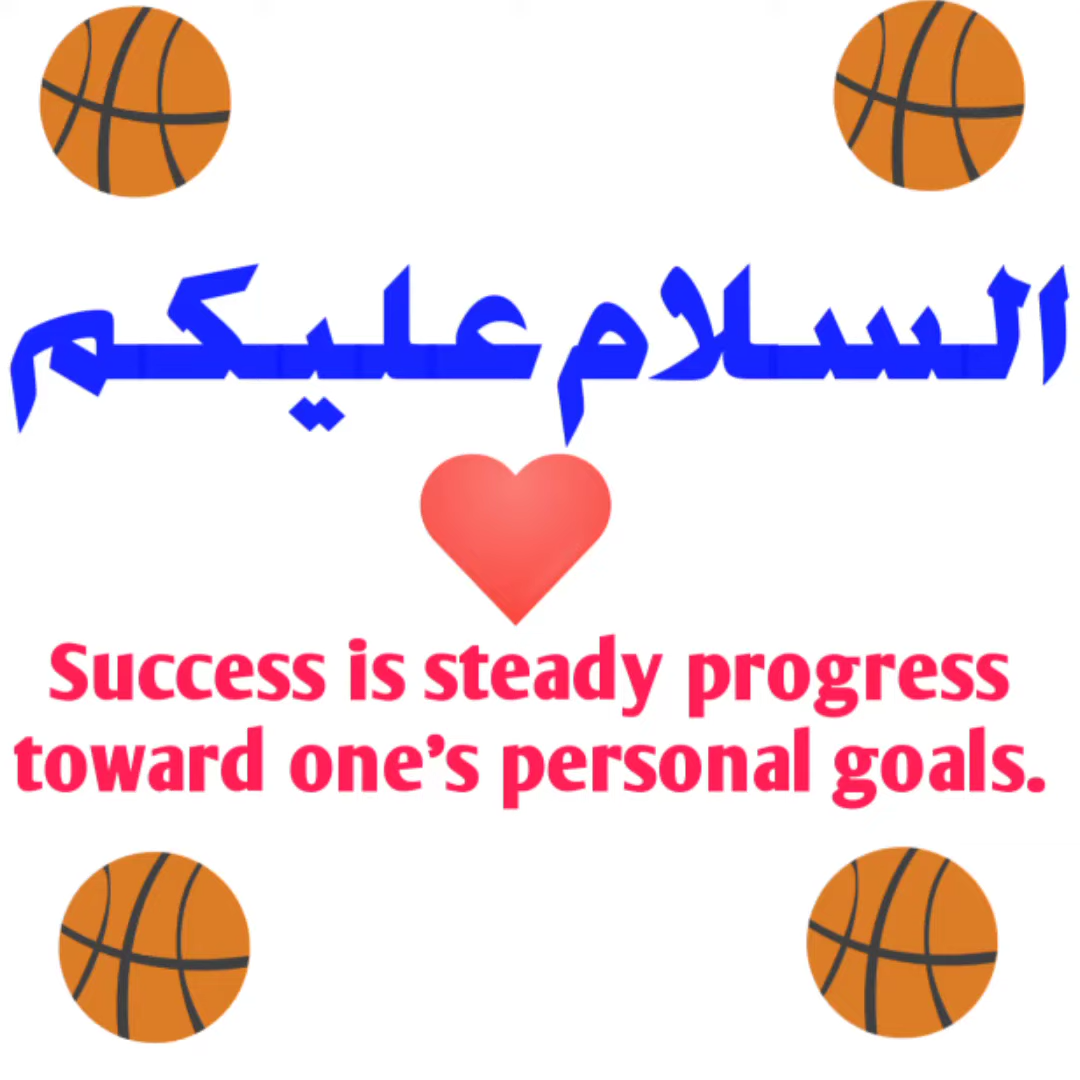 السلام عليكم
Success is steady progress
toward one’s personal goals.